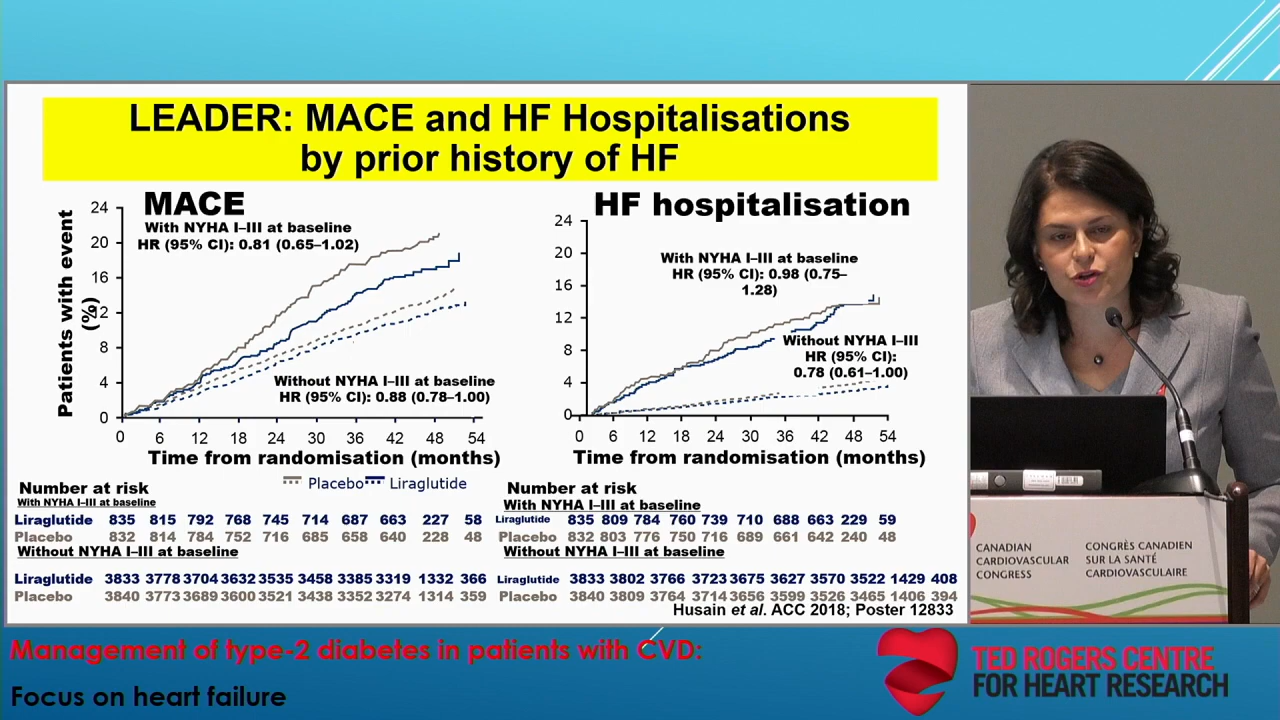 LEADER: MACE and HF Hospitalisations
by prior history of HF
MACE
With NYHA I–III at baseline
HR (95% CI): 0.81 (0.65–1.02)
Patients with event
(%)
24
20
16
12
8
4
0
Without NYHA I–III at baseline
HR (95% CI): 0.88 (0.78–1.00)
0 6 12 18 24 30 36 42 48 54
Time from randomisation (months)
HF hospitalisation
24
20
16
12
8
4
0
With NYHA I–III at baseline
HR (95% CI): 0.98 (0.75–
1.28)
Without NYHA I–III
HR (95% CI):
0.78 (0.61–1.00)
0 6 12 18 24 30 36 42 48 54
Time from randomisation (months)
Placebo Liraglutide
Number at risk
With NYHA I–III at baseline
Liraglutide 835 815 792 768 745 714 687 663 227 58
Placebo 832 814 784 752 716 685 658 640 228 48
Without NYHA I–III at baseline
Liraglutide 3833 3778 3704 3632 3535 3458 3385 3319 1332 366
Placebo 3840 3773 3689 3600 3521 3438 3352 3274 1314 359
Number at risk
With NYHA I–III at baseline
Liraglutide 835 809 784 760 739 710 688 663 229 59
Placebo 832 803 776 750 716 689 661 642 240 48
Without NYHA I–III at baseline
Liraglutide 3833 3802 3766 3723 3675 3627 3570 3522 1429 408
Placebo 3840 3809 3764 3714 3656 3599 3526 3465 1406 394
Husain et al. ACC 2018; Poster 12833
CANADIAN
CARDIOVASCULAR
CONGRESS
CONGRÈS CANADIEN
SUR LA SANTÉ
CARDIOVASCULAIRE
Management of type-2 diabetes in patients with CVD:
Focus on heart failure
TED ROGERS CENTRE
FOR HEART RESEARCH